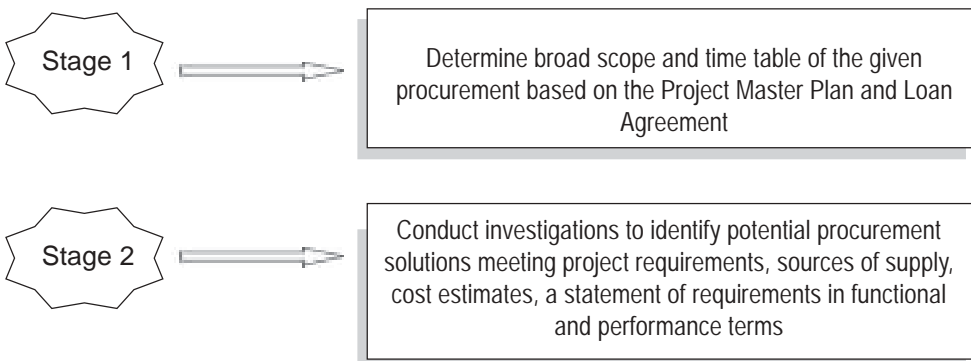 Stage 1
Determine broad scope and time table of the given
procurement based on the Project Master Plan and Loan
Agreement
Stage 2
Conduct investigations to identify potential procurement
solutions meeting project requirements, sources of supply,
cost estimates, a statement of requirements in functional
and performance terms